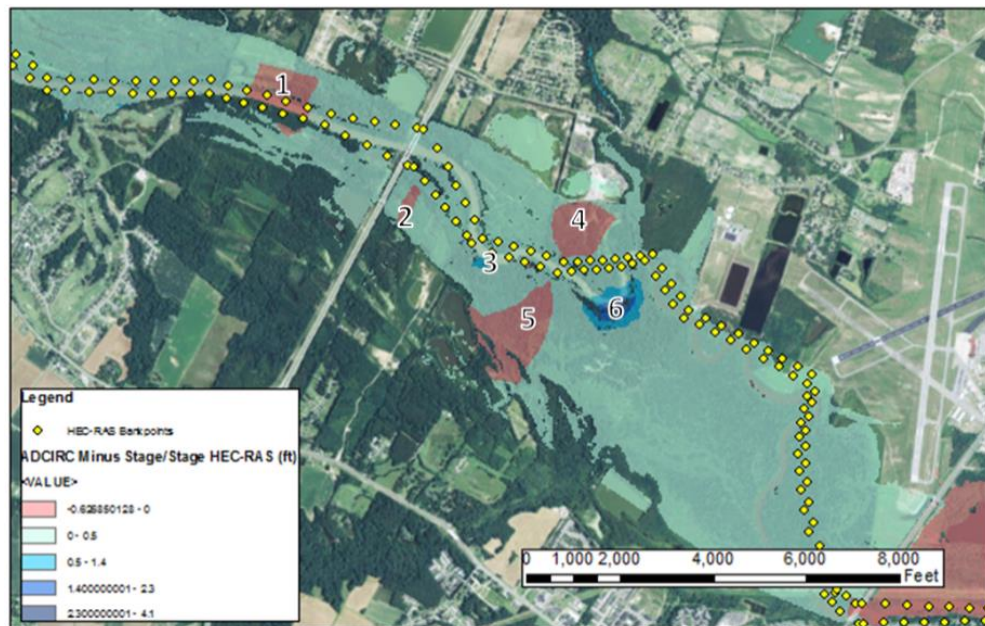 1
2
3
4
5
6
Legend
HEC-RAS Bankpoints
ADCIRC Minus Stage/Stage HEC-RAS (ft)
<VALUE>
-0.626850128 - 0
0 - 0.5
0.5 - 1.4
1.400000001 - 2.3
2.300000001 - 4.1
0 1,000 2,000 4,000 6,000 8,000
Feet